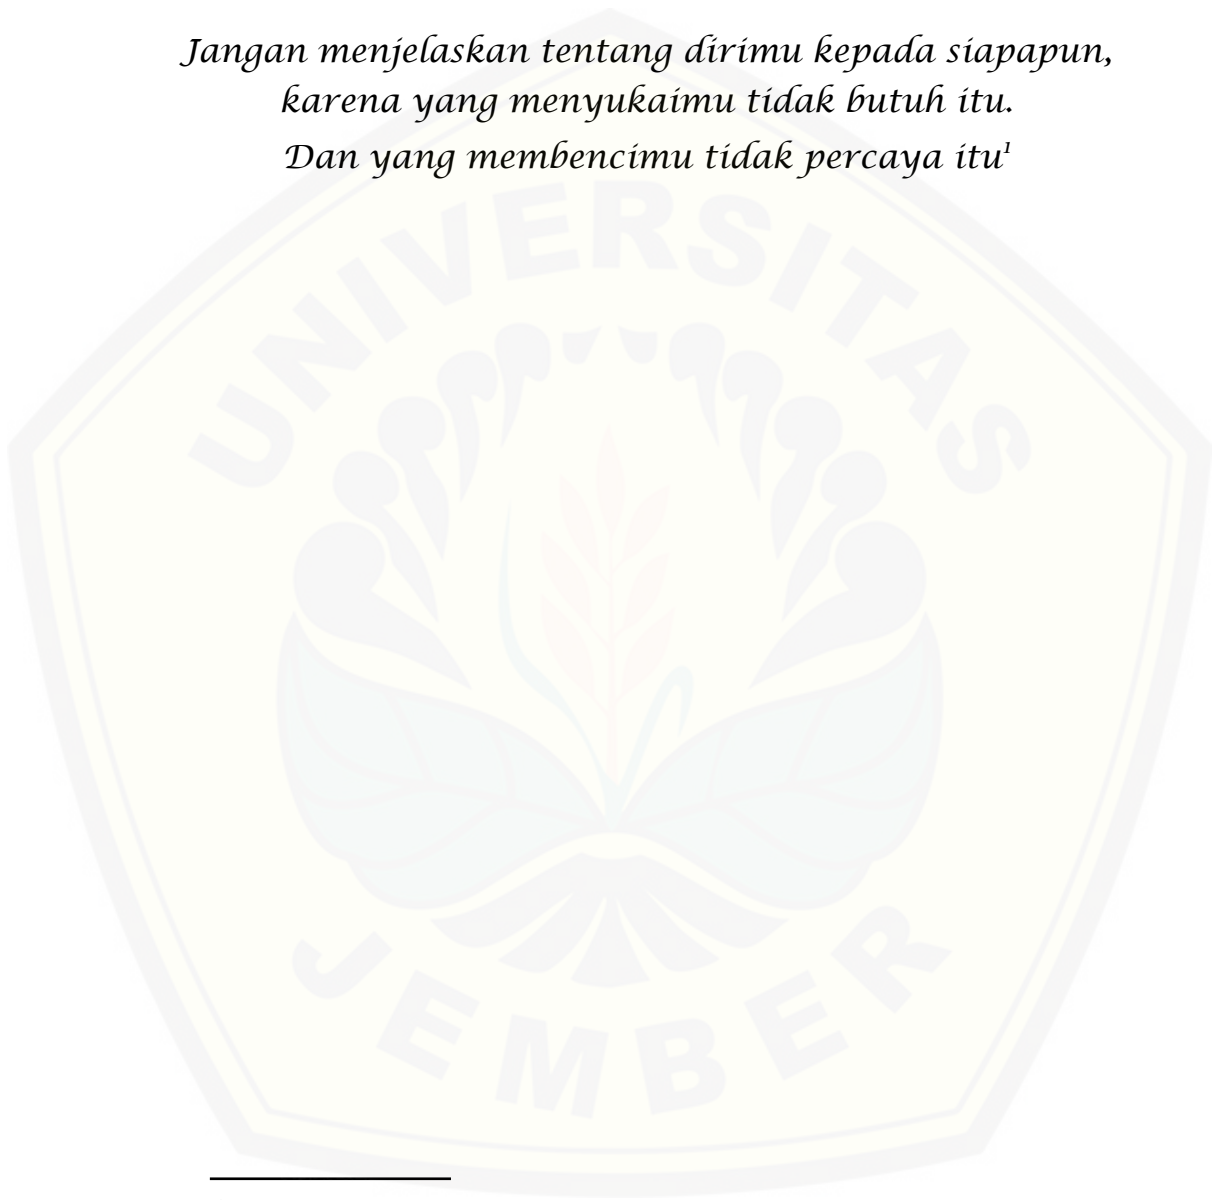 Jangan menjelaskan tentang dirimu kepada siapapun,
karena yang menyukaimu tidak butuh itu.
Dan yang membencimu tidak percaya itu¹
UNIVERSITAS
JEMBER